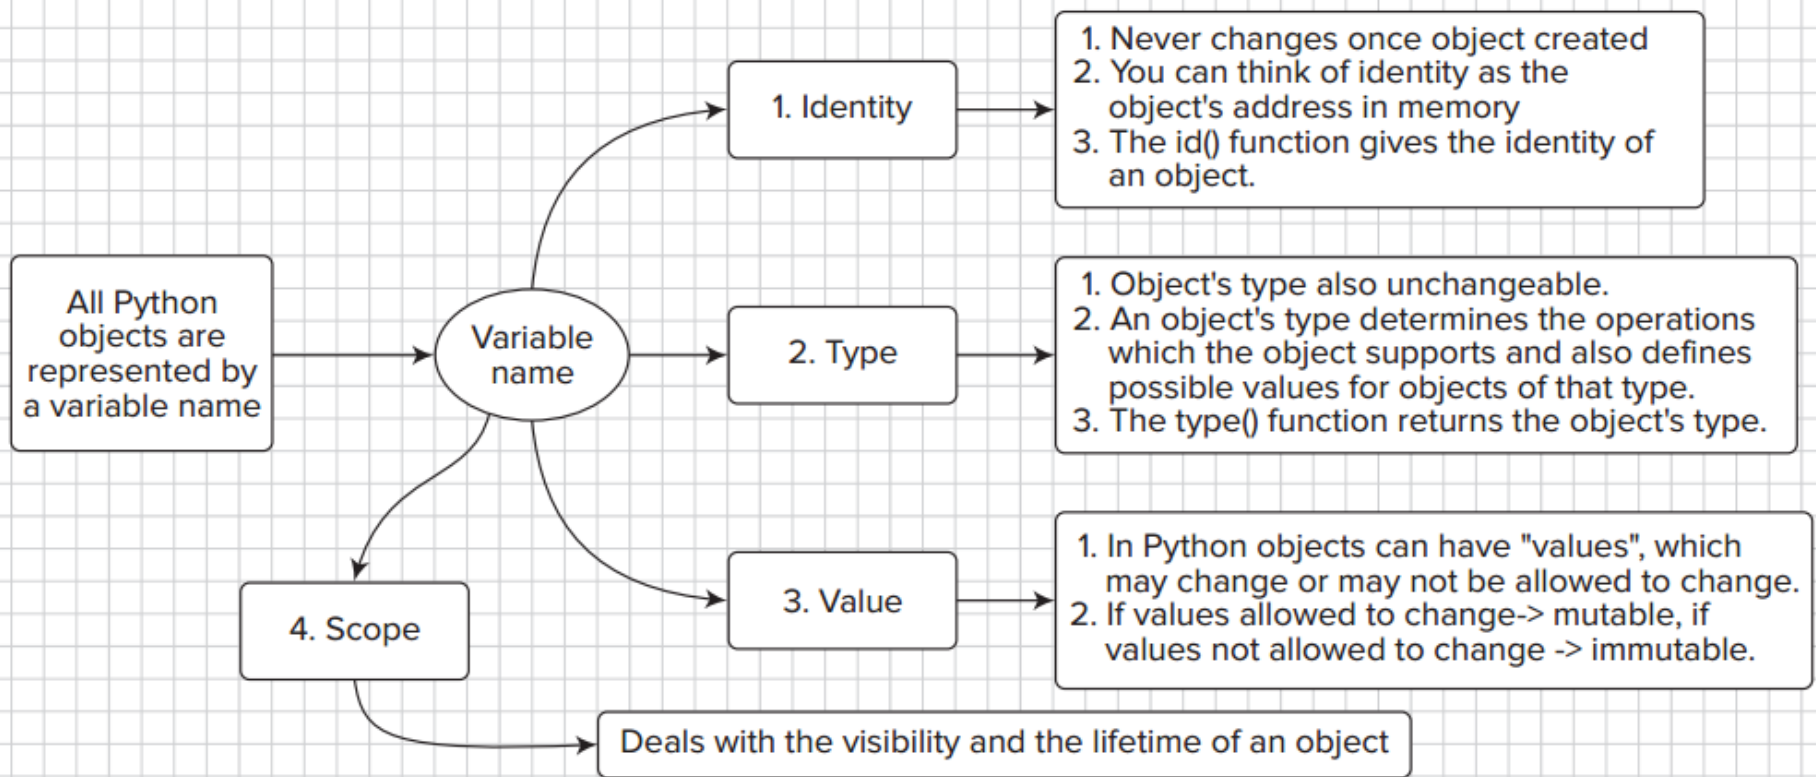 All Python
objects are
represented by
a variable name
Variable
name
1. Identity
1. Never changes once object created
2. You can think of identity as the
object's address in memory
3. The id() function gives the identity of
an object.
2. Type
1. Object's type also unchangeable.
2. An object's type determines the operations
which the object supports and also defines
possible values for objects of that type.
3. The type() function returns the object's type.
3. Value
1. In Python objects can have "values", which
may change or may not be allowed to change.
2. If values allowed to change-> mutable, if
values not allowed to change -> immutable.
4. Scope
Deals with the visibility and the lifetime of an object